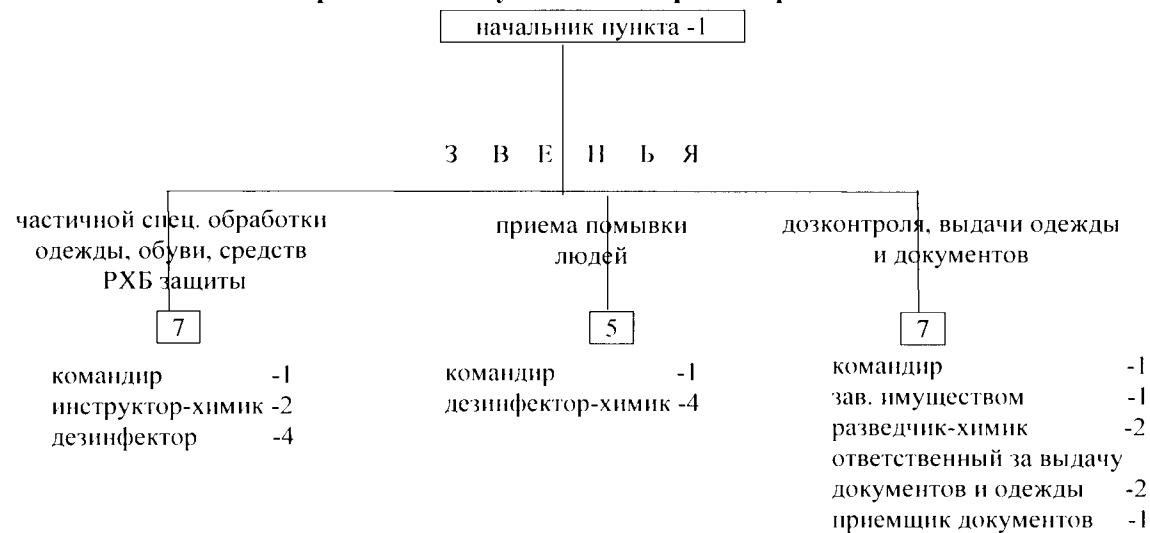 начальник пункта -1
З В Е Н Ь Я
частичной спец. обработки
одежды, обуви, средств
РХБ защиты
7
командир -1
инструктор-химик -2
дезинфектор -4
приема помывки
людей
5
командир -1
дезинфектор-химик -4
дозконтроля, выдачи одежды
и документов
7
командир -1
зав. имуществом -1
разведчик-химик -2
ответственный за выдачу
документов и одежды -2
приемщик документов -1